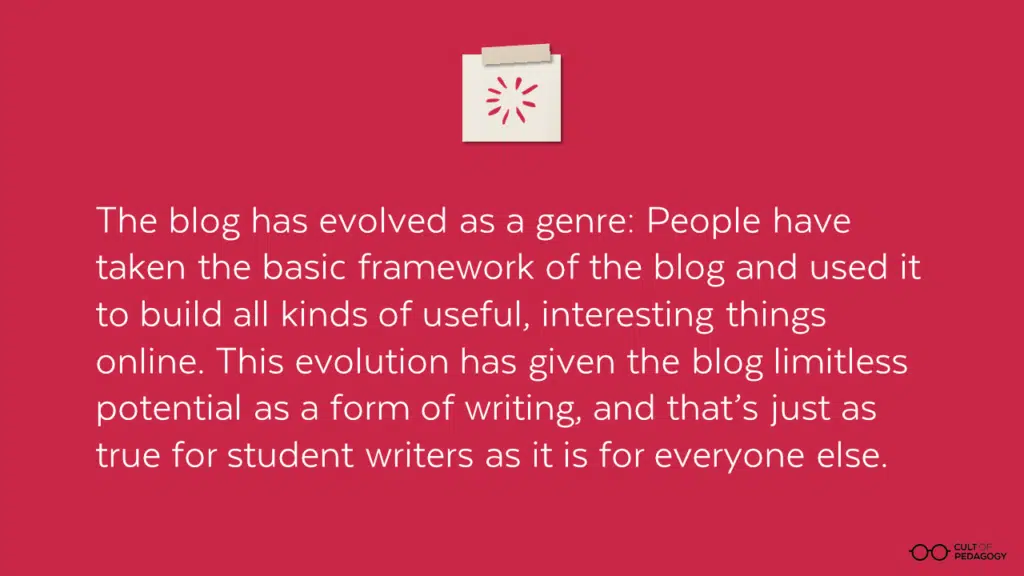 The blog has evolved as a genre: People have
taken the basic framework of the blog and used it
to build all kinds of useful, interesting things
online. This evolution has given the blog limitless
potential as a form of writing, and that’s just as
true for student writers as it is for everyone else.
CULT OF
PEDAGOGY